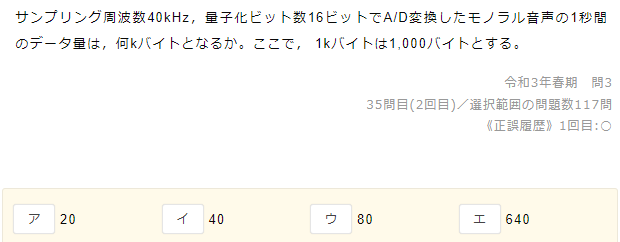 サンプリング周波数40kHz，量子化ビット数16ビットでA/D変換したモノラル音声の1秒間
のデータ量は，何kバイトとなるか。ここで， 1kバイトは1,000バイトとする。
令和3年春期　問3
35問目(2回目)／選択範囲の問題数117問
《正誤履歴》1回目:○
ア 20 イ 40 ウ 80 エ 640